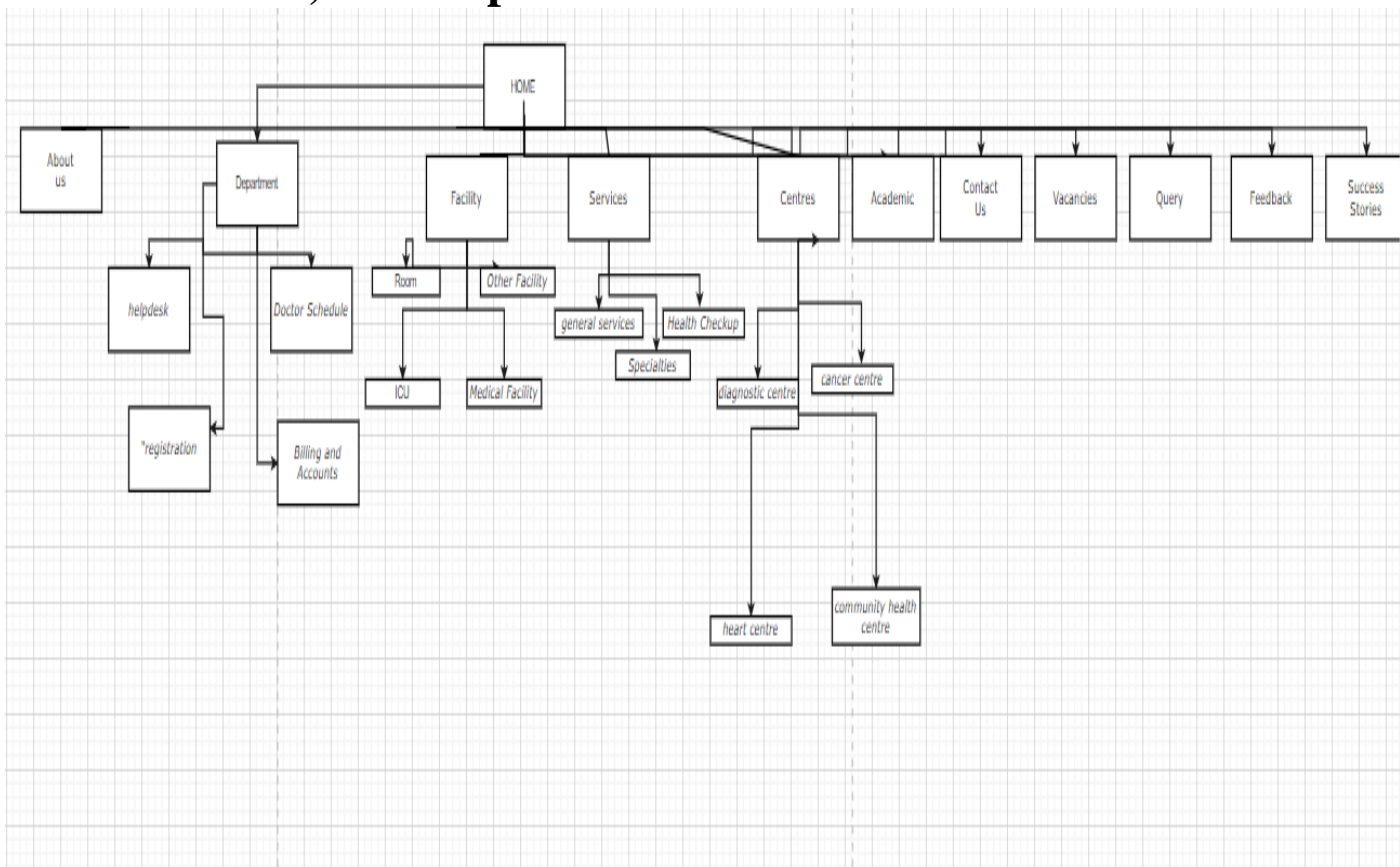 HOME
About
us
Department
Facility
Services
Centres
Academic
Contact
Us
Vacancies
Query
Feedback
Success
Stories
helpdesk
Doctor Schedule
Room
Other Facility
general services
Health Checkup
Specialties
ICU
Medical Facility
diagnostic centre
cancer centre
"registration
Billing and
Accounts
heart centre
community health
centre